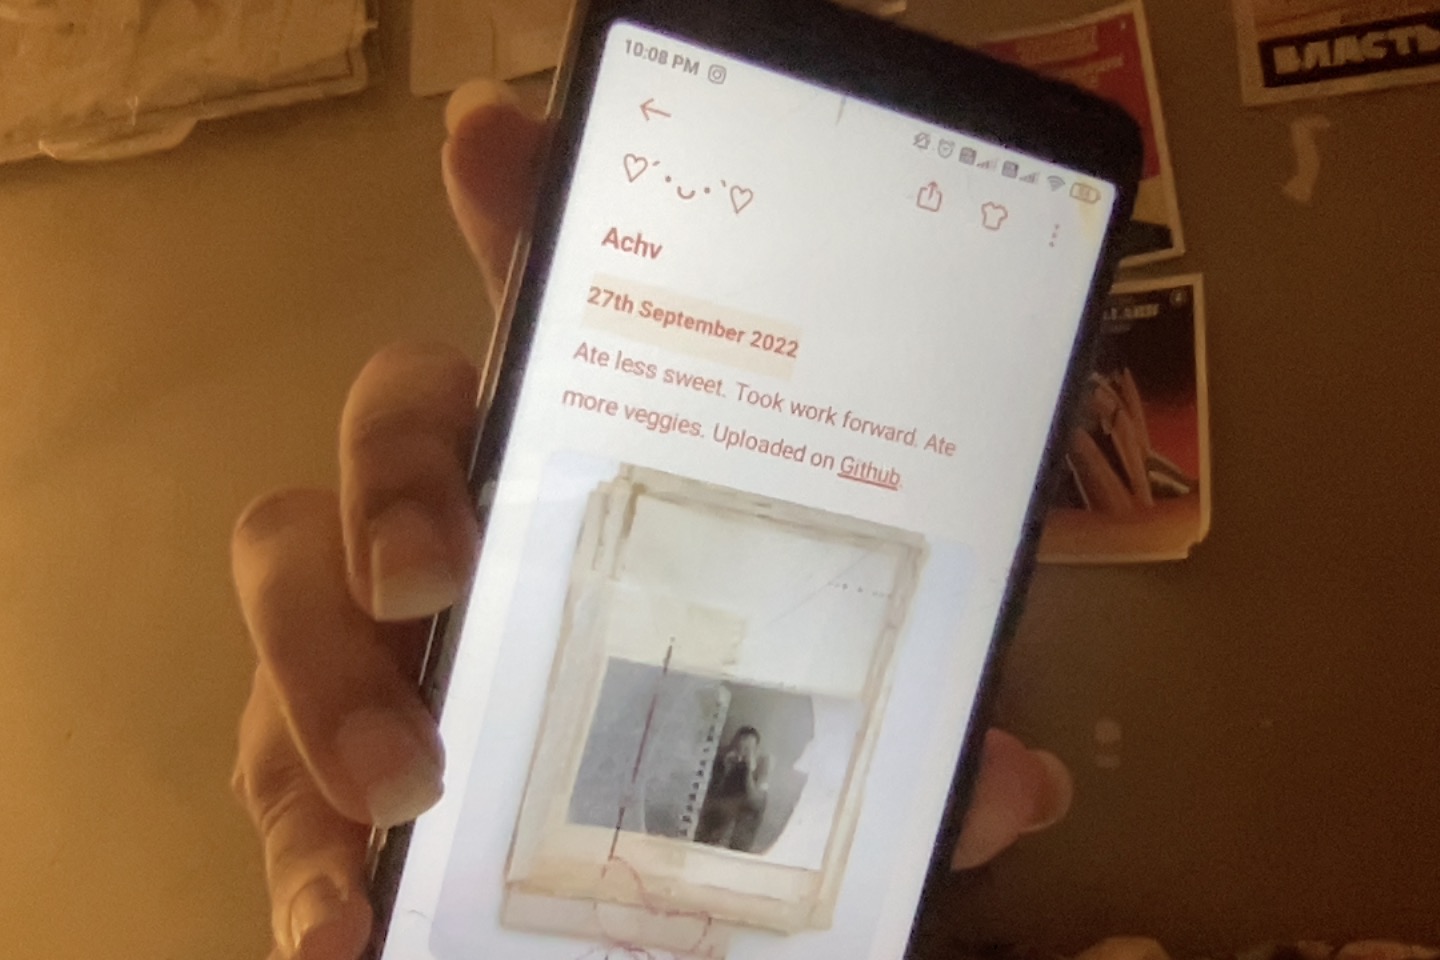 10:08 PM
♡´･ᴗ･`♡
Achv
27th September 2022
Ate less sweet. Took work forward. Ate
more veggies. Uploaded on Github.